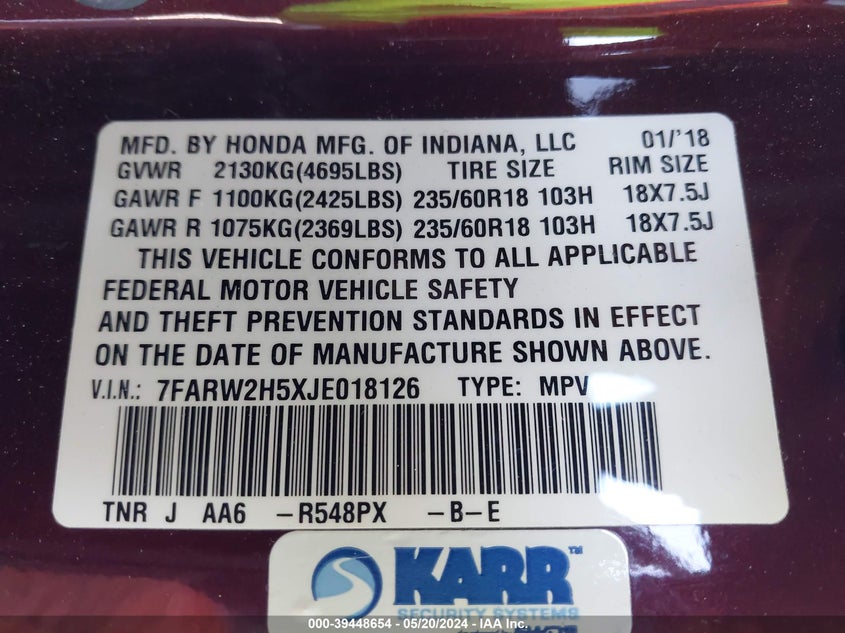 MFD. BY HONDA MFG. OF INDIANA, LLC 01/'18
GVWR 2130KG(4695LBS) TIRE SIZE RIM SIZE
GAWR F 1100KG(2425LBS) 235/60R18 103H 18X7.5J
GAWR R 1075KG(2369LBS) 235/60R18 103H 18X7.5J
THIS VEHICLE CONFORMS TO ALL APPLICABLE
FEDERAL MOTOR VEHICLE SAFETY
AND THEFT PREVENTION STANDARDS IN EFFECT
ON THE DATE OF MANUFACTURE SHOWN ABOVE.
V.I.N.: 7FARW2H5XJE018126 TYPE: MPV
TNR J AA6 -R548PX -B-E
KARR™
SECURITY SYSTEMS
000-39448654 - 05/20/2024 - IAA Inc.